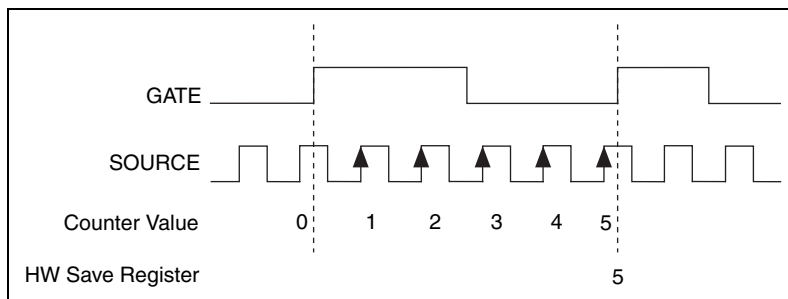 GATE
SOURCE
Counter Value 0 1 2 3 4 5
HW Save Register 5